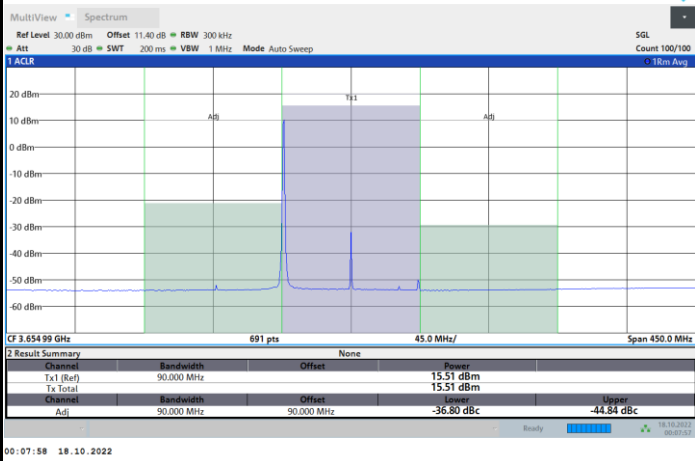 MultiView Spectrum
Ref Level 30.00 dBm Offset 11.40 dB RBW 300 kHz SGL
Att 30 dB SWT 200 ms VBW 1 MHz Mode Auto Sweep Count 100/100
1 ACLR 1Rm Avg
Tx1
Adj Adj
20 dBm
10 dBm
0 dBm
-10 dBm
-20 dBm
-30 dBm
-40 dBm
-50 dBm
-60 dBm
CF 3.654 99 GHz 691 pts 45.0 MHz/ Span 450.0 MHz
2 Result Summary None
Channel Bandwidth Offset Power
Tx1 (Ref) 90.000 MHz 15.51 dBm
Tx Total 15.51 dBm
Channel Bandwidth Offset Lower Upper
Adj 90.000 MHz 90.000 MHz -36.80 dBc -44.84 dBc
Ready 18.10.2022
00:07:57
00:07:58 18.10.2022